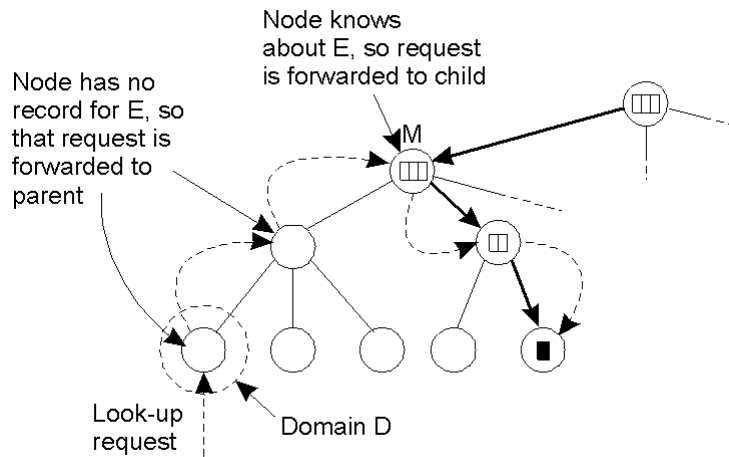 Node knows
about E, so request
is forwarded to child
Node has no
record for E, so
that request is
forwarded to
parent
M
Look-up
request
Domain D